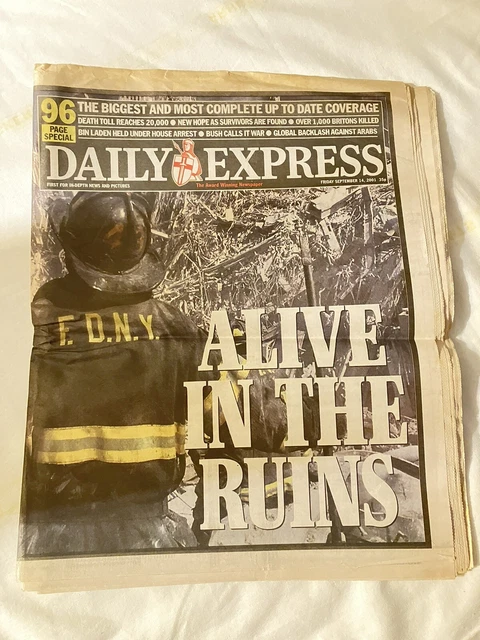 96
PAGE
SPECIAL
THE BIGGEST AND MOST COMPLETE UP TO DATE COVERAGE
DEATH TOLL REACHES 20,000 ● NEW HOPE AS SURVIVORS ARE FOUND ● OVER 1,000 BRITONS KILLED
BIN LADEN HELD UNDER HOUSE ARREST ● BUSH CALLS IT WAR ● GLOBAL BACKLASH AGAINST ARABS
DAILY EXPRESS
FIRST FOR IN-DEPTH NEWS AND PICTURES
The Award Winning Newspaper
FRIDAY SEPTEMBER 14, 2001 35p
F.D.N.Y.
ALIVE
IN THE
RUINS